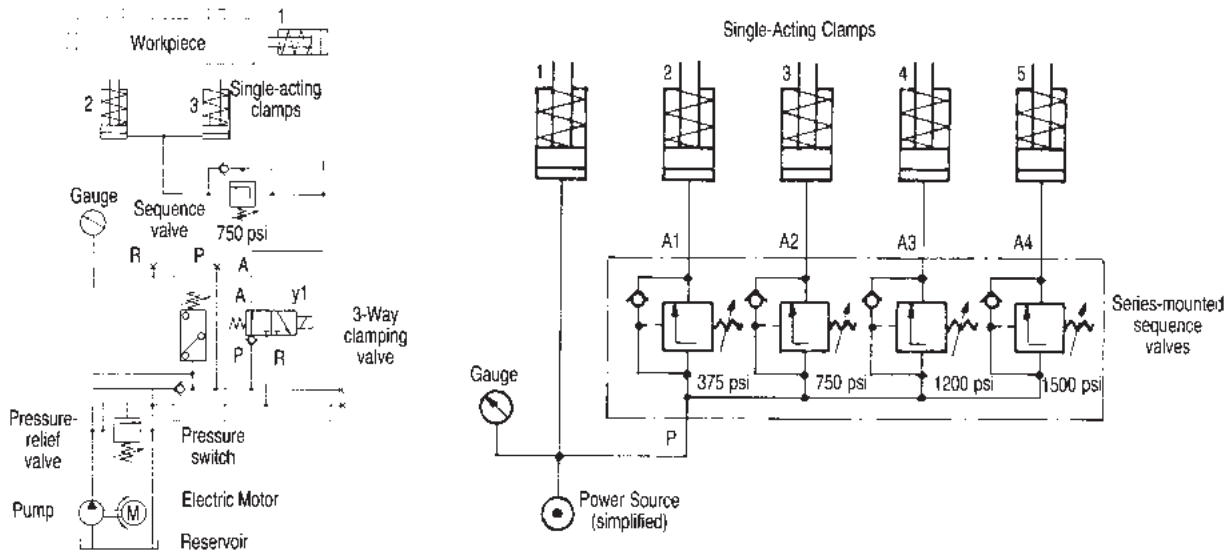 1
Workpiece
2
3
Single-acting
clamps
Gauge
Sequence
valve
750 psi
R
P
A
A
y1
P
R
3-Way
clamping
valve
Pressure-
relief
valve
Pressure
switch
Pump
M
Electric Motor
Reservoir
Single-Acting Clamps
1
2
3
4
5
A1
A2
A3
A4
Series-mounted
sequence
valves
375 psi
750 psi
1200 psi
1500 psi
Gauge
P
Power Source
(simplified)